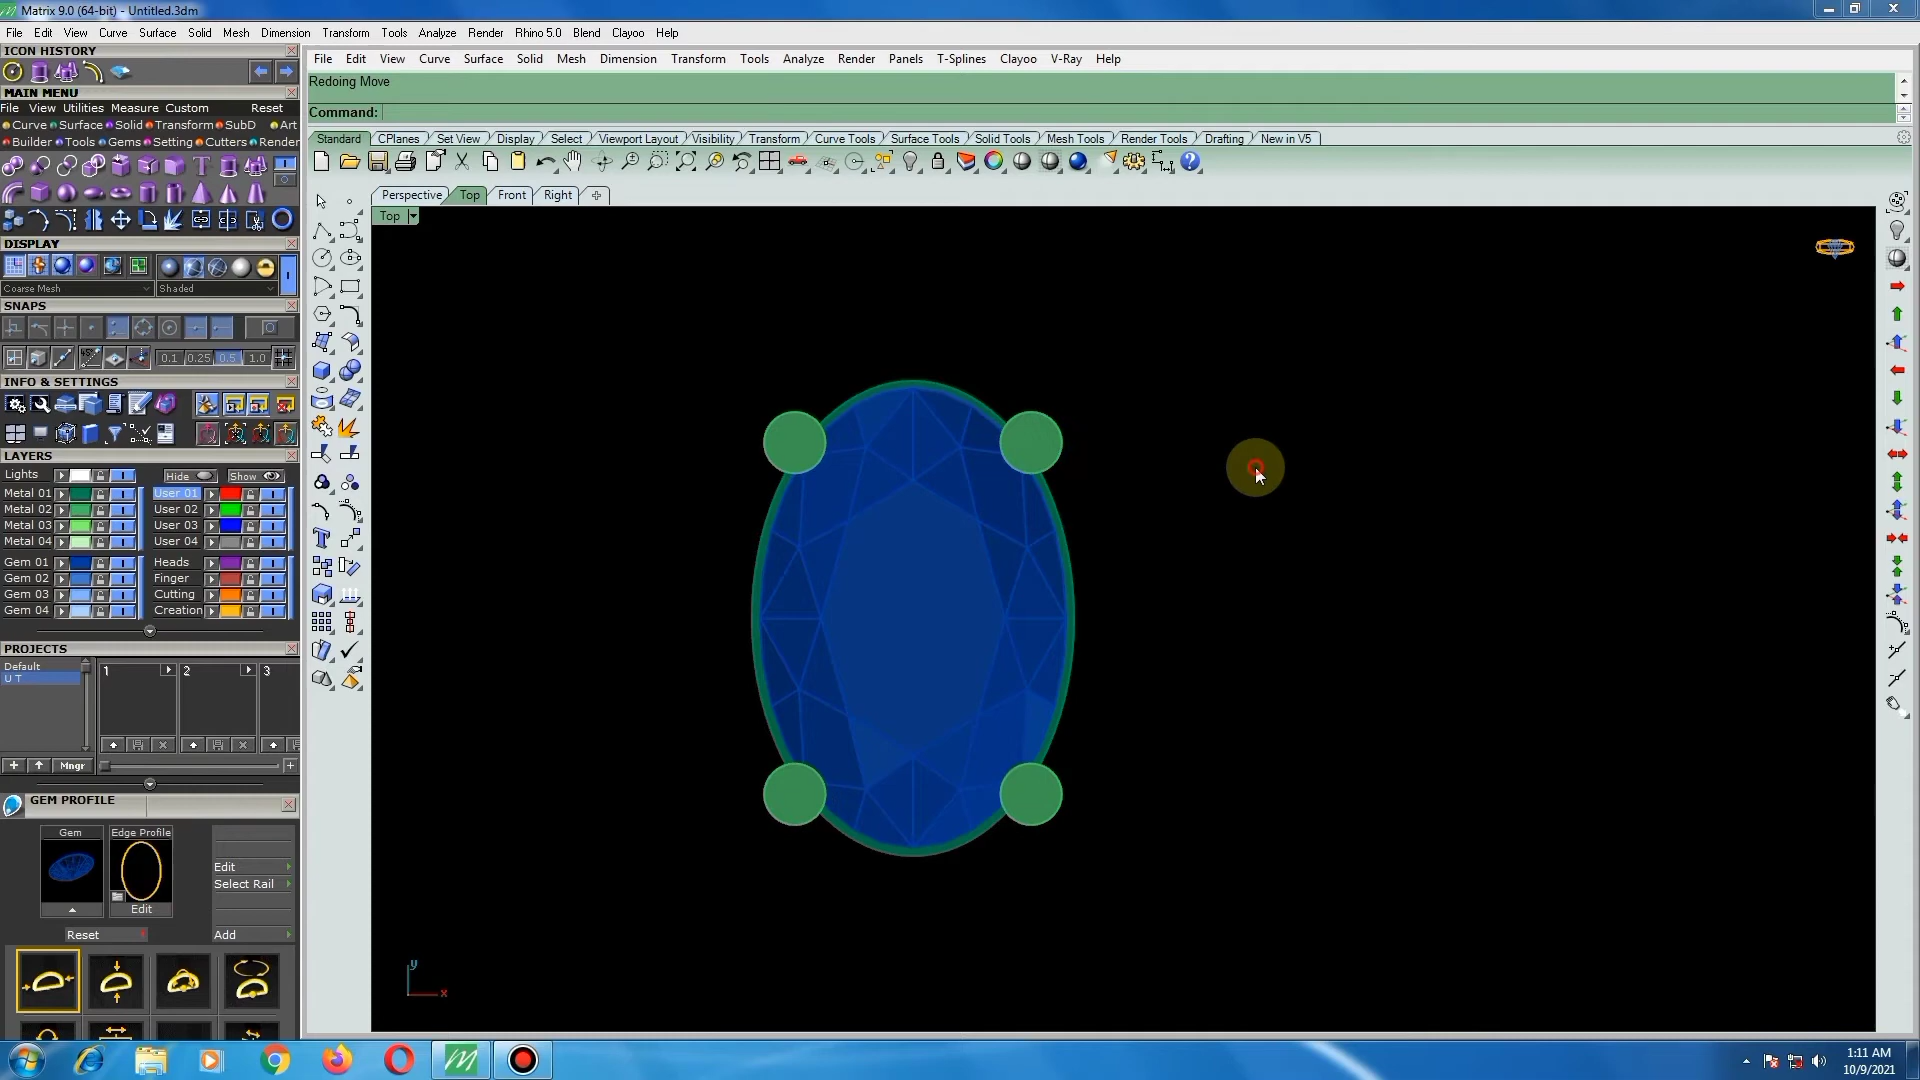 Matrix 9.0 (64-bit) - Untitled.3dm
File Edit View Curve Surface Solid Mesh Dimension Transform Tools Analyze Render Rhino 5.0 Blend Clayoo Help
ICON HISTORY
MAIN MENU
File View Utilities Measure Custom Reset
Curve Surface Solid Transform SubD Art
Builder Tools Gems Setting Cutters Render
DISPLAY
Coarse Mesh Shaded
SNAPS
0.1 0.25 0.5 1.0
INFO & SETTINGS
LAYERS
Lights Hide Show
Metal 01 User 01
Metal 02 User 02
Metal 03 User 03
Metal 04 User 04
Gem 01 Heads
Gem 02 Finger
Gem 03 Cutting
Gem 04 Creation
PROJECTS
Default
U T
1 2 3
Mngr
GEM PROFILE
Gem Edge Profile
Edit
Select Rail
Edit
Reset Add
File Edit View Curve Surface Solid Mesh Dimension Transform Tools Analyze Render Panels T-Splines Clayoo V-Ray Help
Redoing Move
Command:
Standard CPlanes Set View Display Select Viewport Layout Visibility Transform Curve Tools Surface Tools Solid Tools Mesh Tools Render Tools Drafting New in V5
Perspective Top Front Right
Top
y
x
1:11 AM
10/9/2021